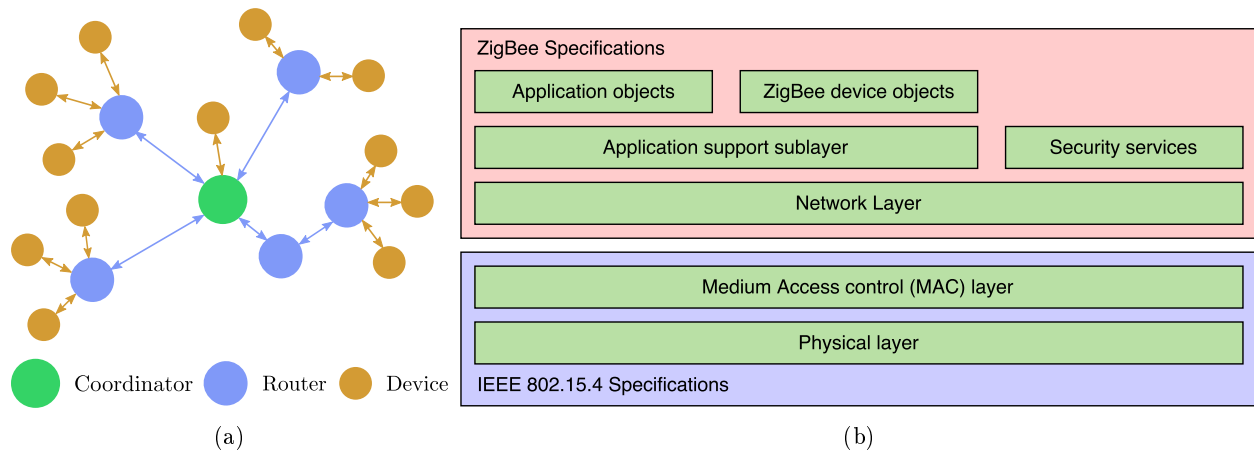 Coordinator
Router
Device
(a)
ZigBee Specifications
Application objects
ZigBee device objects
Application support sublayer
Security services
Network Layer
Medium Access control (MAC) layer
Physical layer
IEEE 802.15.4 Specifications
(b)